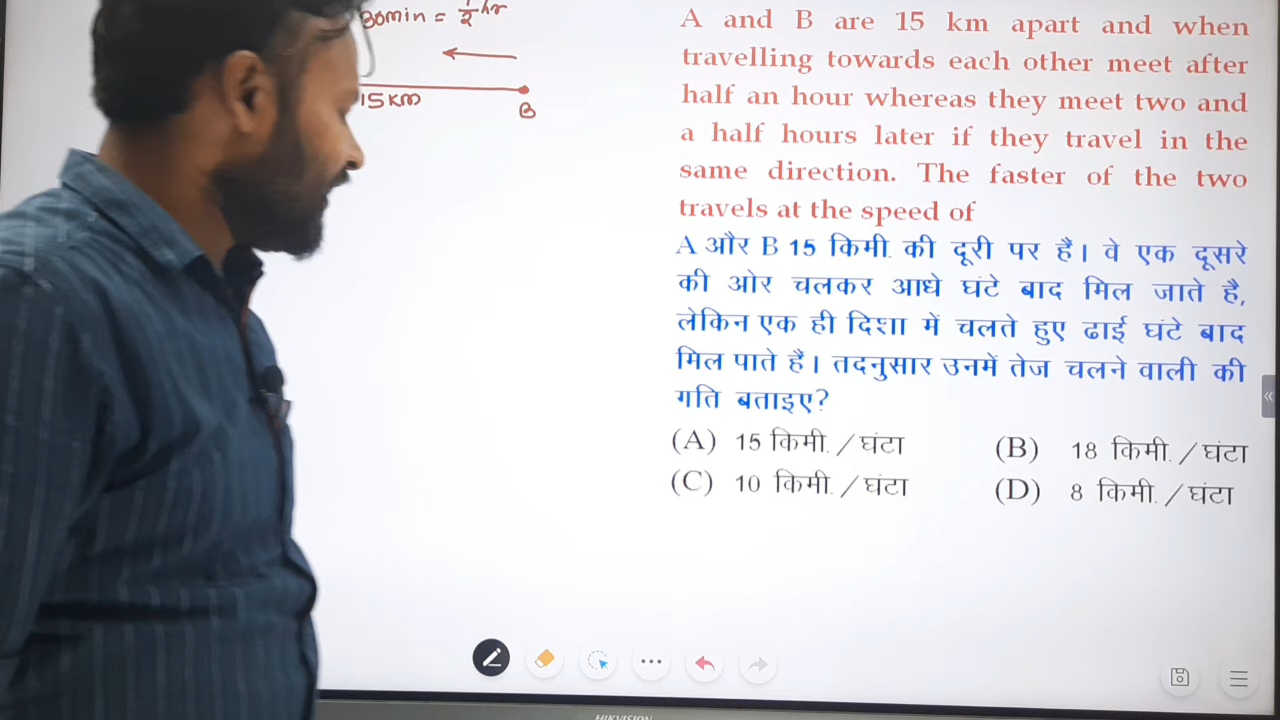 30min = 1/2 hr
15 KM
B
A and B are 15 km apart and when
travelling towards each other meet after
half an hour whereas they meet two and
a half hours later if they travel in the
same direction. The faster of the two
travels at the speed of
A और B 15 किमी. की दूरी पर हैं। वे एक दूसरे
की ओर चलकर आधे घंटे बाद मिल जाते है,
लेकिन एक ही दिशा में चलते हुए ढाई घंटे बाद
मिल पाते हैं। तदनुसार उनमें तेज चलने वाली की
गति बताइए?
(A) 15 किमी. / घंटा (B) 18 किमी. / घंटा
(C) 10 किमी. / घंटा (D) 8 किमी. / घंटा
«
HIKVISION